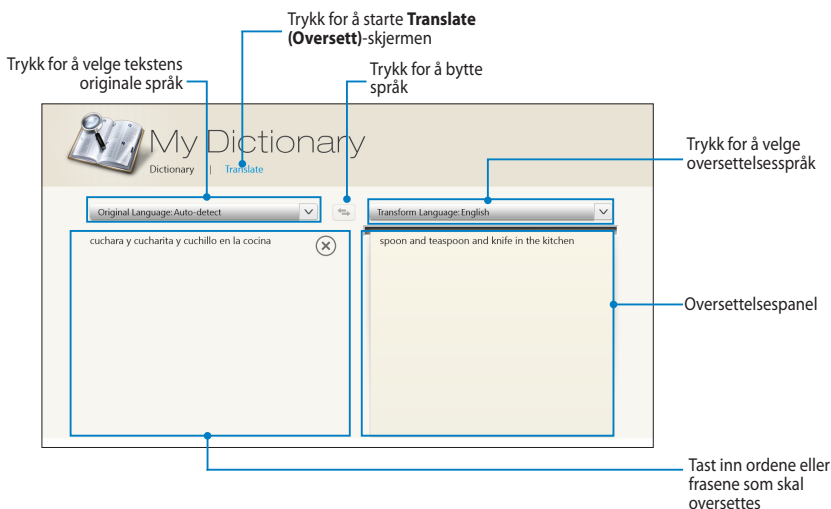 Trykk for å starte Translate
(Oversett)-skjermen
Trykk for å velge tekstens
originale språk
Trykk for å bytte
språk
My Dictionary
Dictionary | Translate
Trykk for å velge
oversettelsesspråk
Original Language: Auto-detect
Transform Language: English
cuchara y cucharita y cuchillo en la cocina
spoon and teaspoon and knife in the kitchen
Oversettelsespanel
Tast inn ordene eller
frasene som skal
oversettes